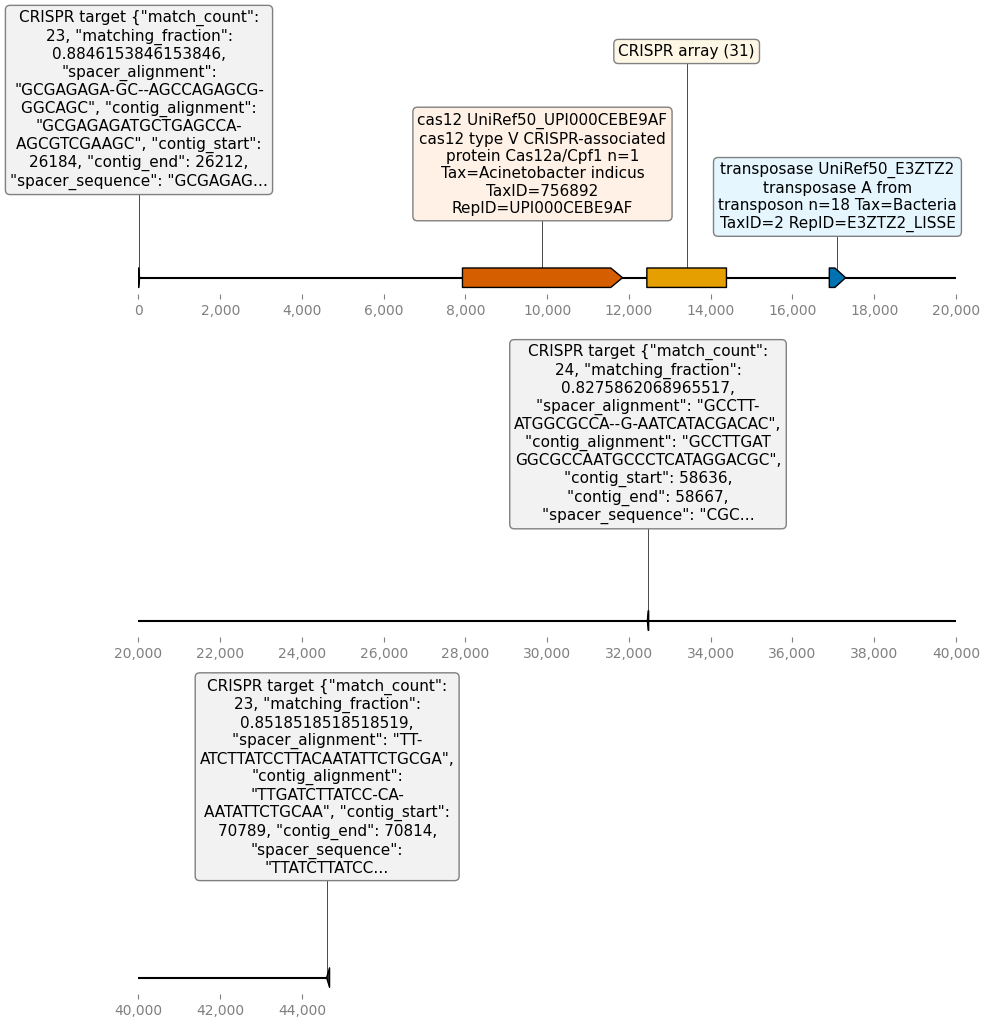 CRISPR target {"match_count":
23, "matching_fraction":
0.8846153846153846,
"spacer_alignment":
"GCGAGAGA-GC--AGCCAGAGCG-
GGCAGC", "contig_alignment":
"GCGAGAGATGCTGAGCCA-
AGCGTCGAAGC", "contig_start":
26184, "contig_end": 26212,
"spacer_sequence": "GCGAGAG...
CRISPR array (31)
cas12 UniRef50_UPI000CEBE9AF
cas12 type V CRISPR-associated
protein Cas12a/Cpf1 n=1
Tax=Acinetobacter indicus
TaxID=756892
RepID=UPI000CEBE9AF
transposase UniRef50_E3ZTZ2
transposase A from
transposon n=18 Tax=Bacteria
TaxID=2 RepID=E3ZTZ2_LISSE
0 2,000 4,000 6,000 8,000 10,000 12,000 14,000 16,000 18,000 20,000
CRISPR target {"match_count":
24, "matching_fraction":
0.8275862068965517,
"spacer_alignment": "GCCTT-
ATGGCGCCA--G-AATCATACGACAC",
"contig_alignment": "GCCTTGAT
GGCGCCAATGCCCTCATAGGACGC",
"contig_start": 58636,
"contig_end": 58667,
"spacer_sequence": "CGC...
20,000 22,000 24,000 26,000 28,000 30,000 32,000 34,000 36,000 38,000 40,000
CRISPR target {"match_count":
23, "matching_fraction":
0.8518518518518519,
"spacer_alignment": "TT-
ATCTTATCCTTACAATATTCTGCGA",
"contig_alignment":
"TTGATCTTATCC-CA-
AATATTCTGCAA", "contig_start":
70789, "contig_end": 70814,
"spacer_sequence":
"TTATCTTATCC...
40,000 42,000 44,000